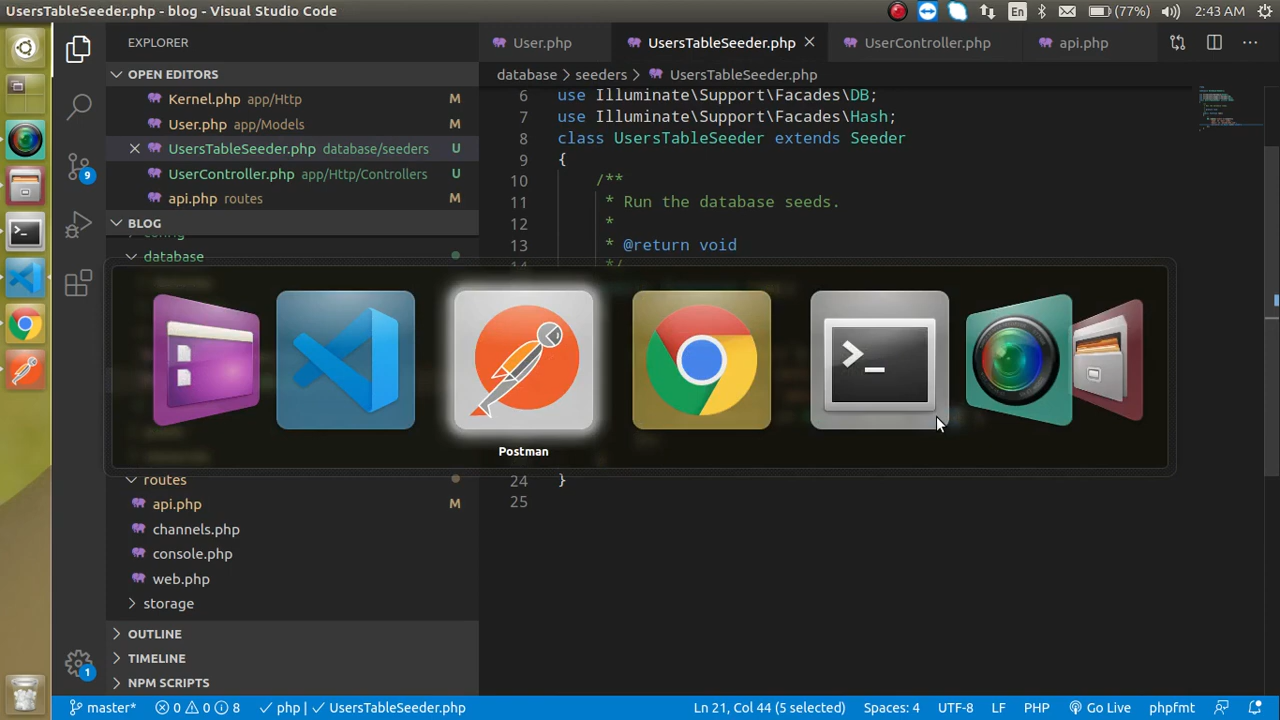 UsersTableSeeder.php - blog - Visual Studio Code
En (77%) 2:43 AM
EXPLORER
User.php UsersTableSeeder.php UserController.php api.php
OPEN EDITORS
database > seeders > UsersTableSeeder.php
Kernel.php app/Http M
User.php app/Models M
UsersTableSeeder.php database/seeders U
UserController.php app/Http/Controllers U
api.php routes M
BLOG
config
database
6 use Illuminate\Support\Facades\DB;
7 use Illuminate\Support\Facades\Hash;
8 class UsersTableSeeder extends Seeder
9 {
10 /**
11 * Run the database seeds.
12 *
13 * @return void
14 */
Postman
24 }
25
routes
api.php M
channels.php
console.php
web.php
storage
OUTLINE
TIMELINE
NPM SCRIPTS
9
1
master* 0 0 8 php | UsersTableSeeder.php Ln 21, Col 44 (5 selected) Spaces: 4 UTF-8 LF PHP Go Live phpfmt